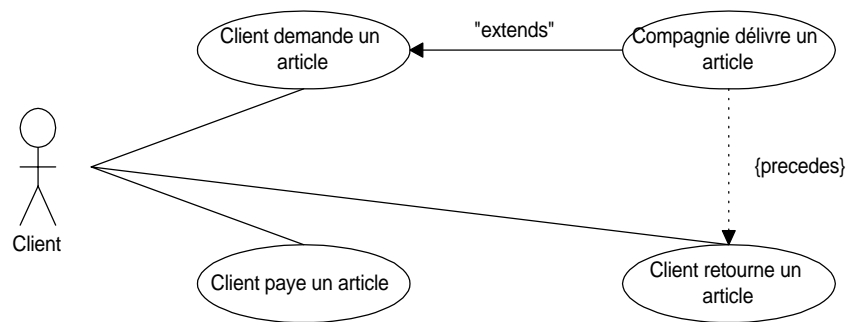 Client demande un
article
"extends"
Compagnie délivre un
article
{precedes}
Client
Client paye un article
Client retourne un
article